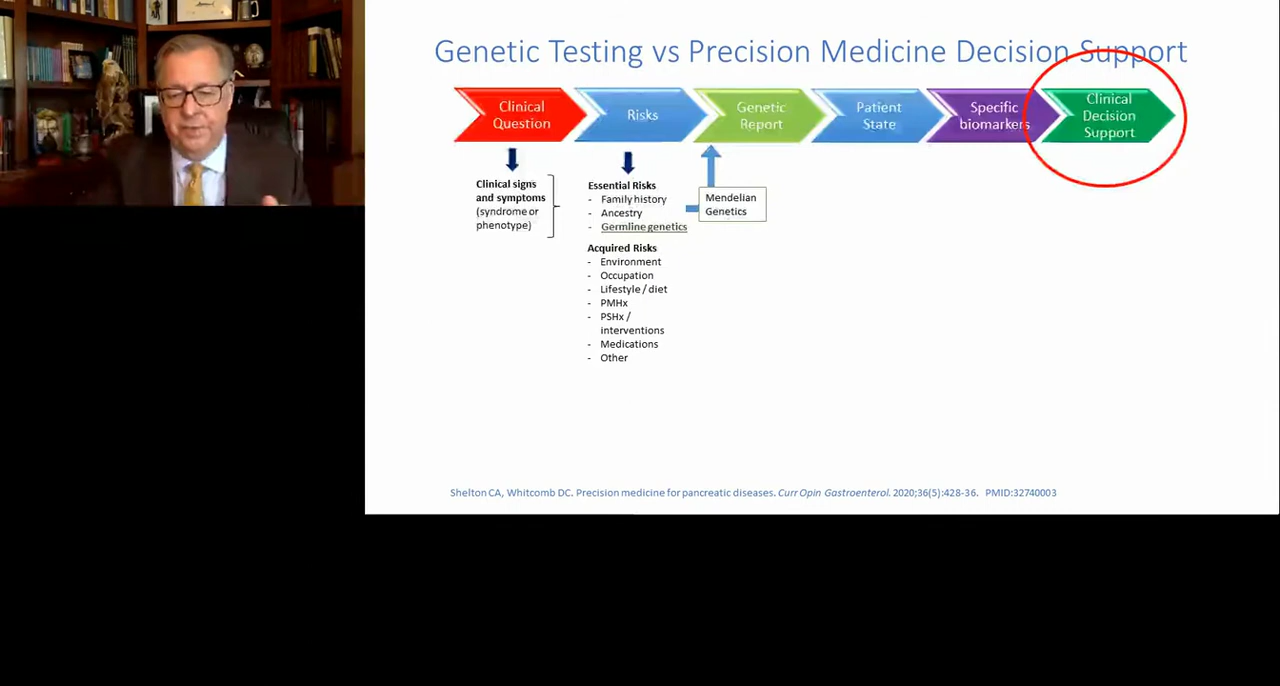 Genetic Testing vs Precision Medicine Decision Support
Clinical
Question
Risks
Genetic
Report
Patient
State
Specific
biomarkers
Clinical
Decision
Support
Clinical signs
and symptoms
(syndrome or
phenotype)
Essential Risks
- Family history
- Ancestry
- Germline genetics
Mendelian
Genetics
Acquired Risks
- Environment
- Occupation
- Lifestyle / diet
- PMHx
- PSHx /
interventions
- Medications
- Other
Shelton CA, Whitcomb DC. Precision medicine for pancreatic diseases. Curr Opin Gastroenterol. 2020;36(5):428-36. PMID:32740003